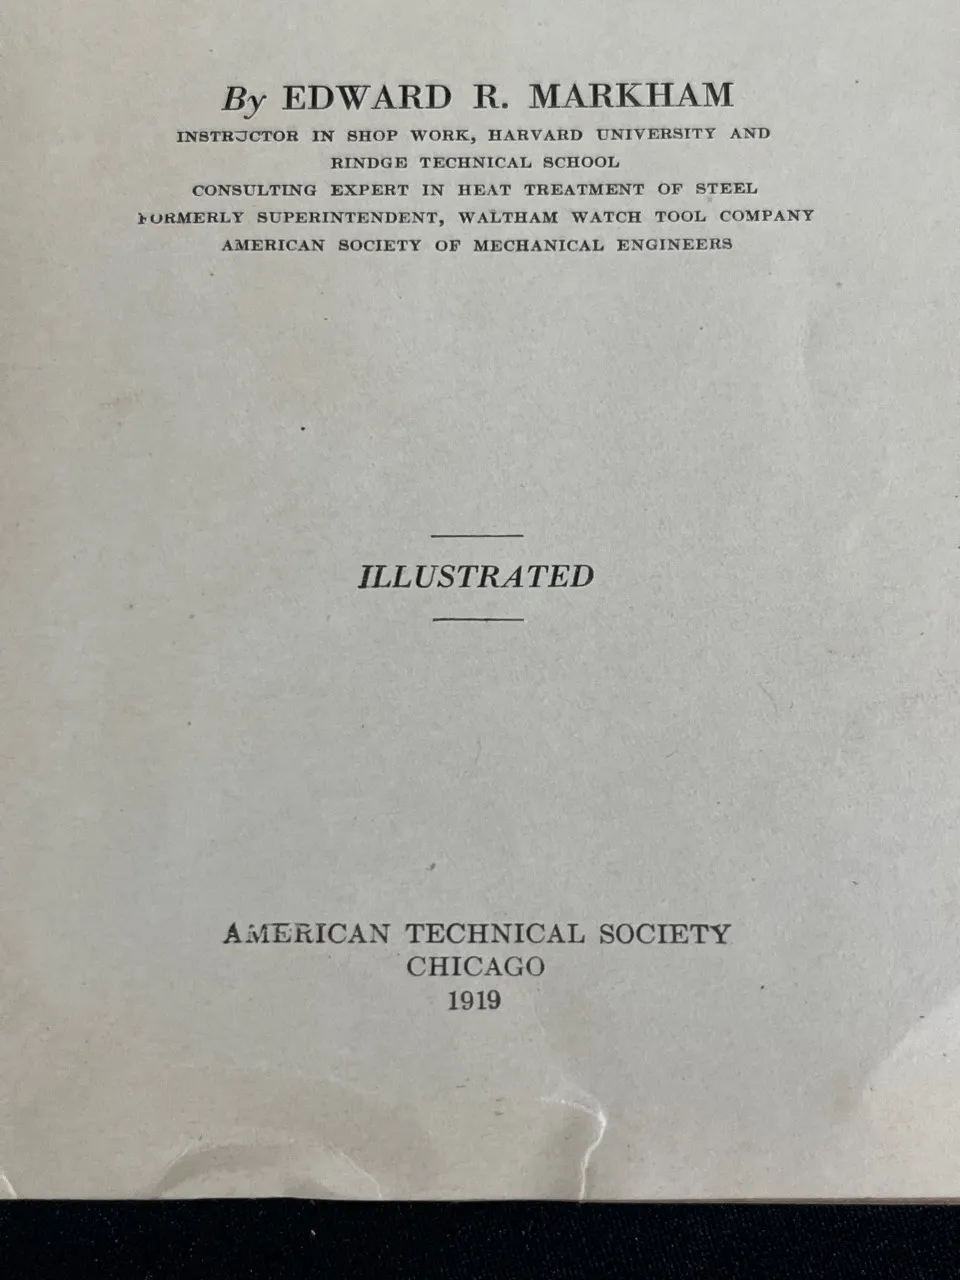 By EDWARD R. MARKHAM
INSTRUCTOR IN SHOP WORK, HARVARD UNIVERSITY AND
RINDGE TECHNICAL SCHOOL
CONSULTING EXPERT IN HEAT TREATMENT OF STEEL
FORMERLY SUPERINTENDENT, WALTHAM WATCH TOOL COMPANY
AMERICAN SOCIETY OF MECHANICAL ENGINEERS
ILLUSTRATED
AMERICAN TECHNICAL SOCIETY
CHICAGO
1919